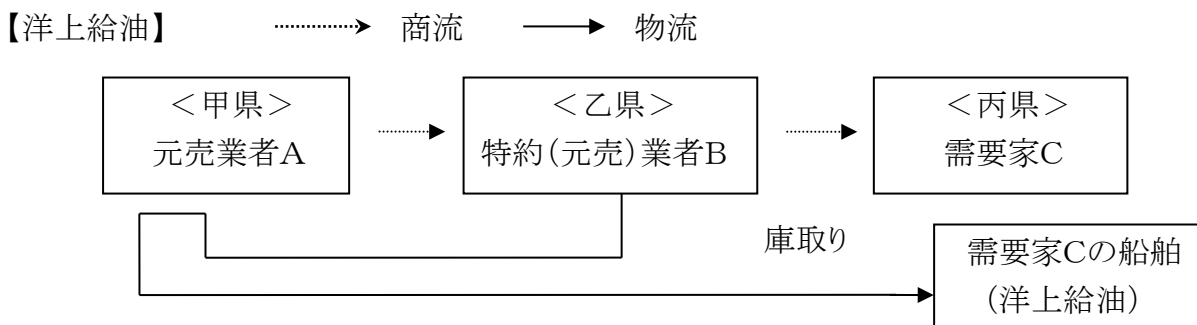 【洋上給油】 商流 物流
<甲県>
元売業者A
<乙県>
特約(元売)業者B
<丙県>
需要家C
庫取り
需要家Cの船舶
(洋上給油)